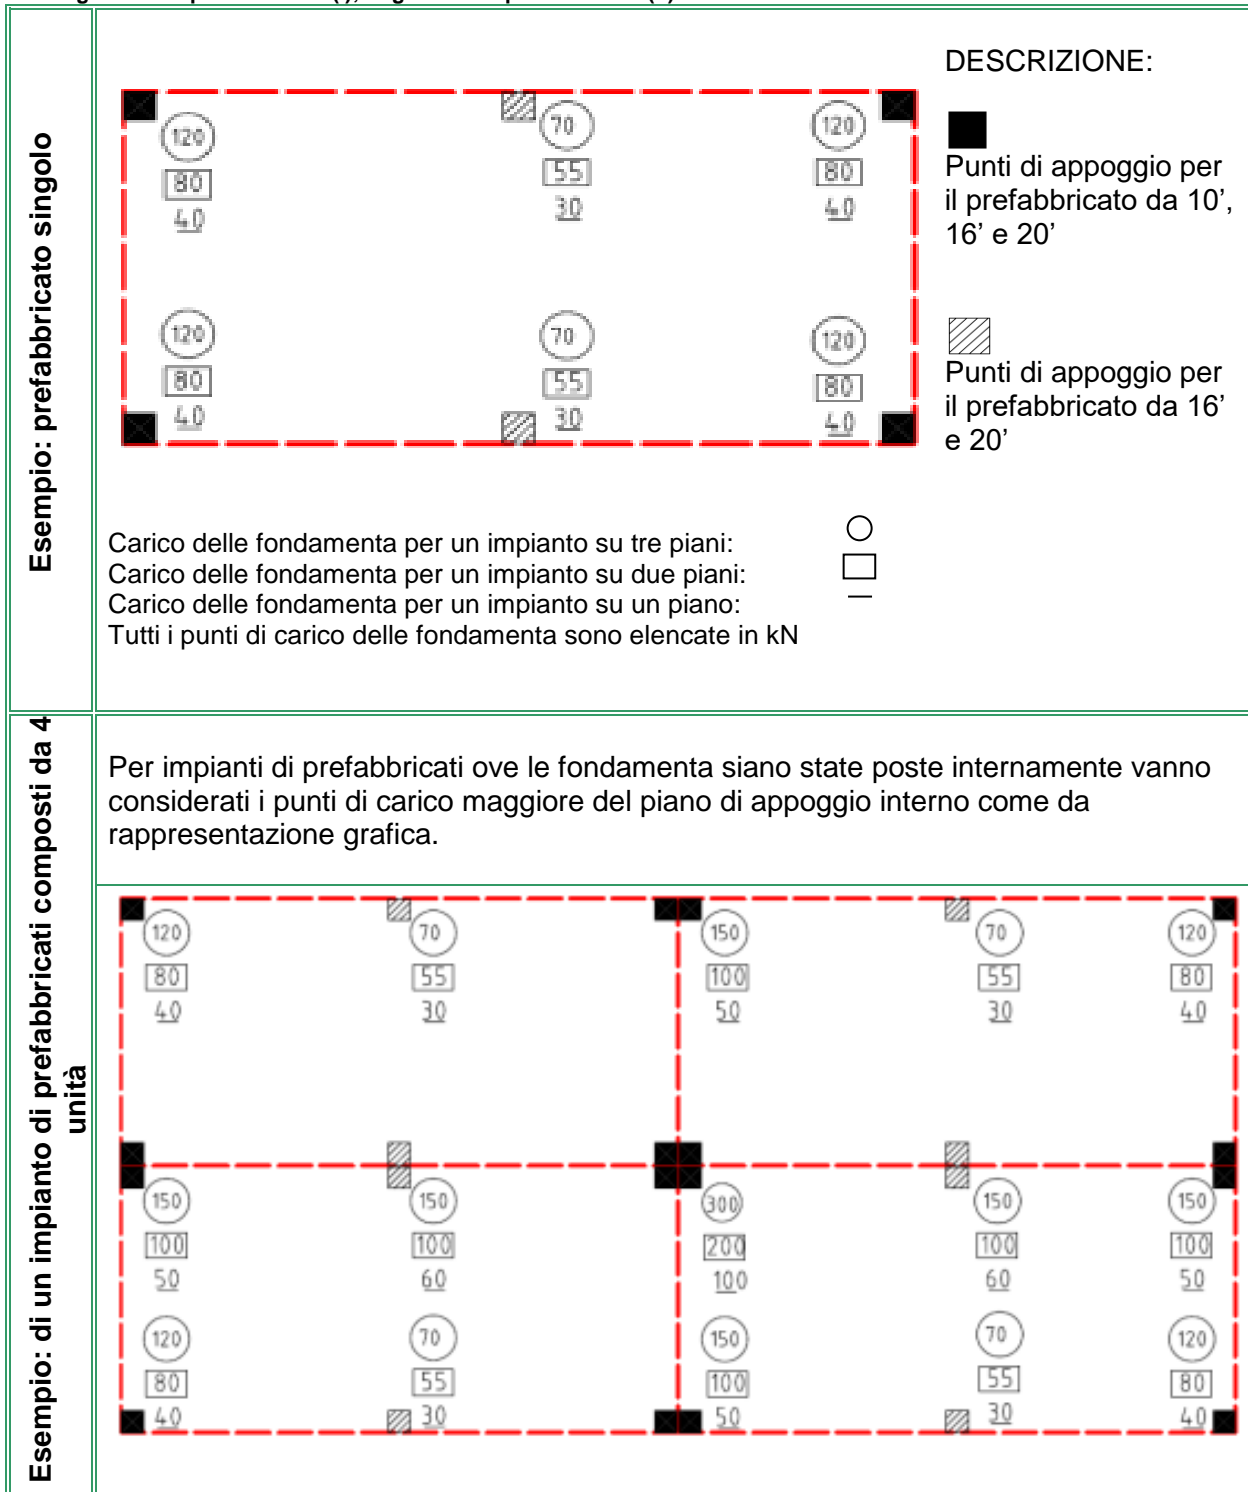 Esempio: prefabbricato singolo
DESCRIZIONE:
120 70 120
80 55 80
40 30 40
120 70 120
80 55 80
40 30 40
Punti di appoggio per
il prefabbricato da 10’,
16’ e 20’
Punti di appoggio per
il prefabbricato da 16’
e 20’
Carico delle fondamenta per un impianto su tre piani:
Carico delle fondamenta per un impianto su due piani:
Carico delle fondamenta per un impianto su un piano:
Tutti i punti di carico delle fondamenta sono elencate in kN
Esempio: di un impianto di prefabbricati composti da 4
unità
Per impianti di prefabbricati ove le fondamenta siano state poste internamente vanno
considerati i punti di carico maggiore del piano di appoggio interno come da
rappresentazione grafica.
120 70 150 70 120
80 55 100 55 80
40 30 50 30 40
150 150 300 150 150
100 100 200 100 100
50 60 100 60 50
120 70 150 70 120
80 55 100 55 80
40 30 50 30 40